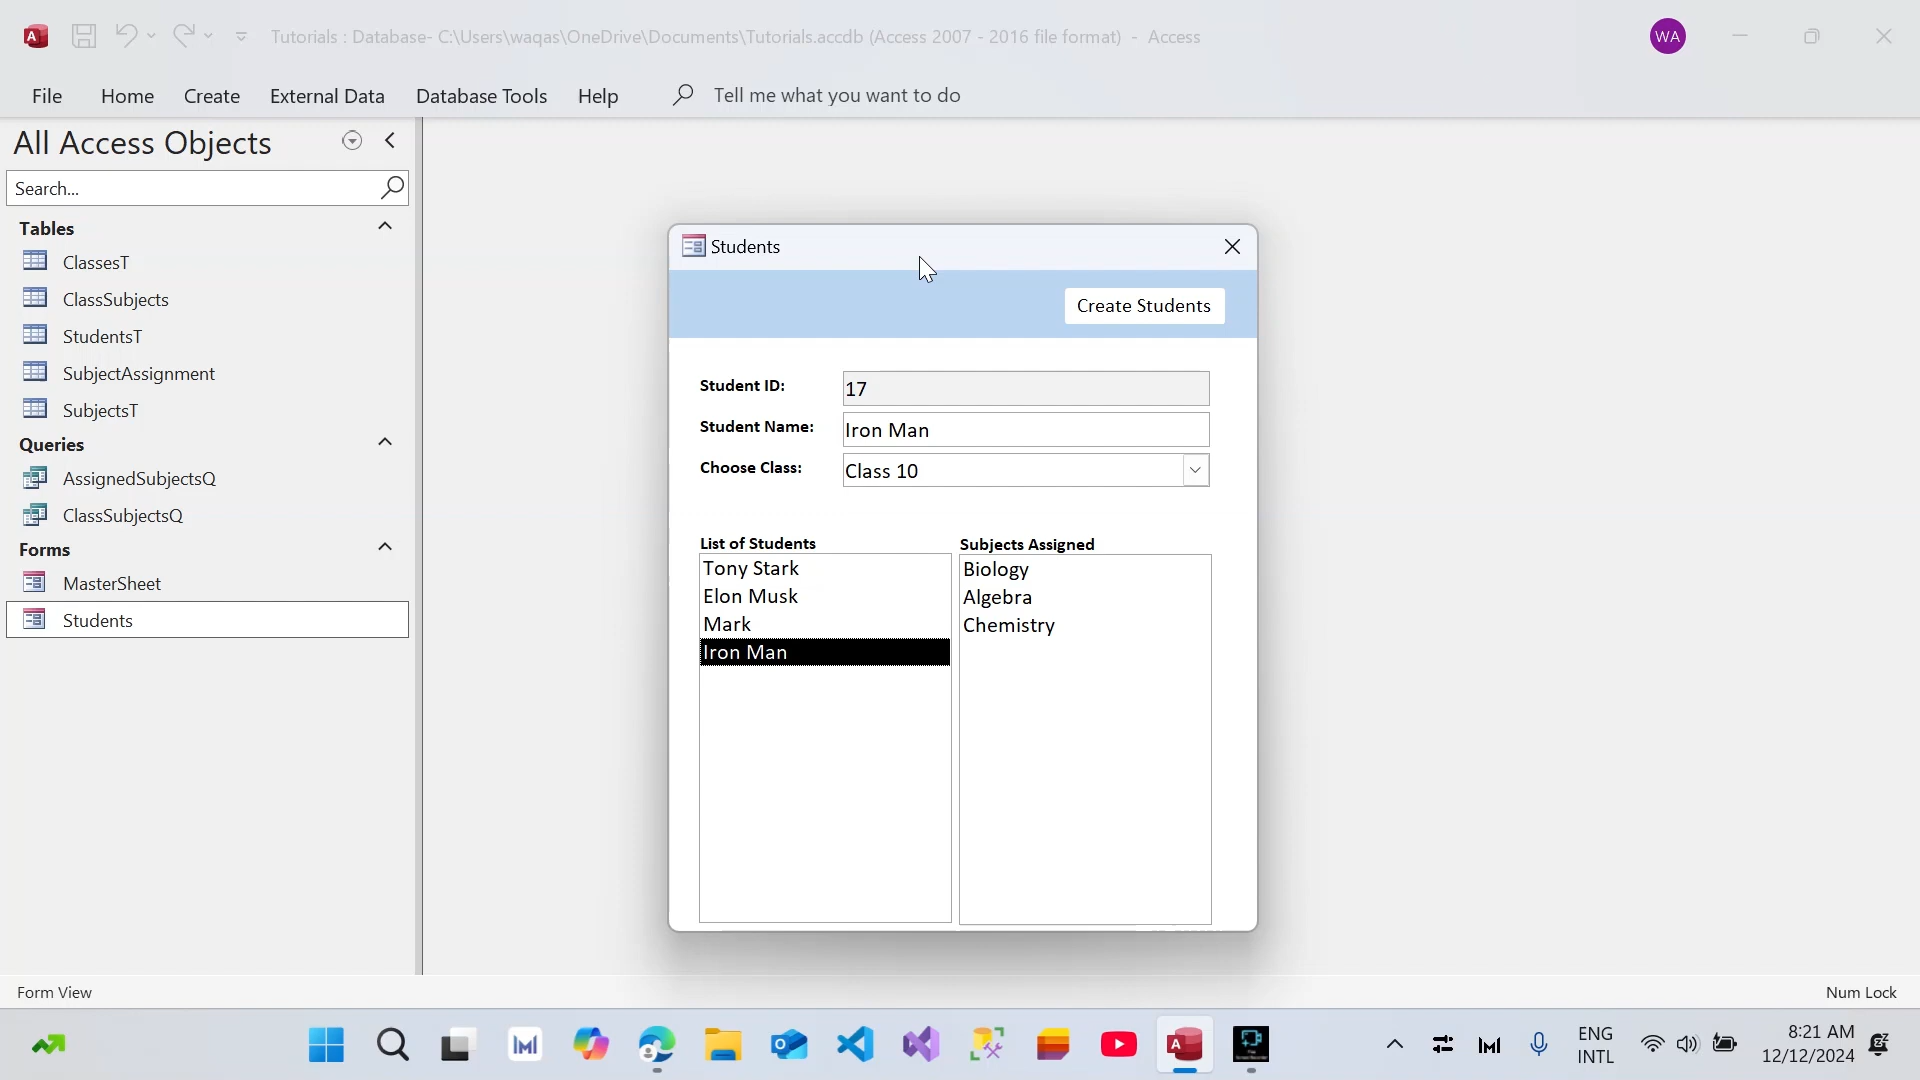 Tutorials : Database- C:\Users\waqas\OneDrive\Documents\Tutorials.accdb (Access 2007 - 2016 file format) - Access
WA
File Home Create External Data Database Tools Help Tell me what you want to do
All Access Objects
Search...
Tables
ClassesT
ClassSubjects
StudentsT
SubjectAssignment
SubjectsT
Queries
AssignedSubjectsQ
ClassSubjectsQ
Forms
MasterSheet
Students
Students
Create Students
Student ID: 17
Student Name: Iron Man
Choose Class: Class 10
List of Students
Tony Stark
Elon Musk
Mark
Iron Man
Subjects Assigned
Biology
Algebra
Chemistry
Form View
Num Lock
ENG
INTL
8:21 AM
12/12/2024